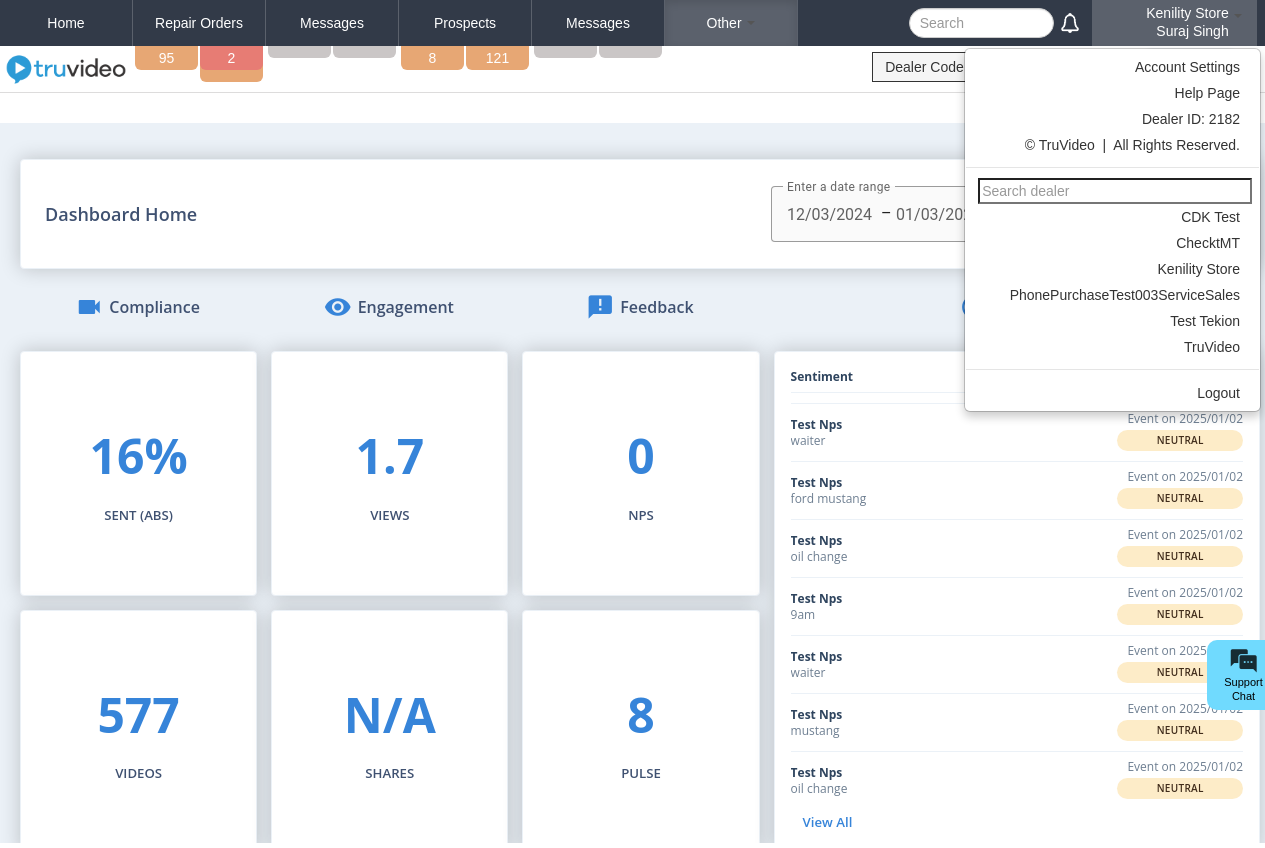 Home
Repair Orders
Messages
Prospects
Messages
Other
Search
Kenility Store
Suraj Singh
truvideo
95
2
8
121
Dealer Code
Account Settings
Help Page
Dealer ID: 2182
© TruVideo | All Rights Reserved.
Search dealer
CDK Test
ChecktMT
Kenility Store
PhonePurchaseTest003ServiceSales
Test Tekion
TruVideo
Logout
Dashboard Home
Enter a date range
12/03/2024 – 01/03/202
Compliance
Engagement
Feedback
16%
SENT (ABS)
1.7
VIEWS
0
NPS
577
VIDEOS
N/A
SHARES
8
PULSE
Sentiment
Test Nps
waiter
Event on 2025/01/02
NEUTRAL
Test Nps
ford mustang
Event on 2025/01/02
NEUTRAL
Test Nps
oil change
Event on 2025/01/02
NEUTRAL
Test Nps
9am
Event on 2025/01/02
NEUTRAL
Test Nps
waiter
Event on 2025/01/02
NEUTRAL
Test Nps
mustang
Event on 2025/01/02
NEUTRAL
Test Nps
oil change
Event on 2025/01/02
NEUTRAL
View All
Support
Chat